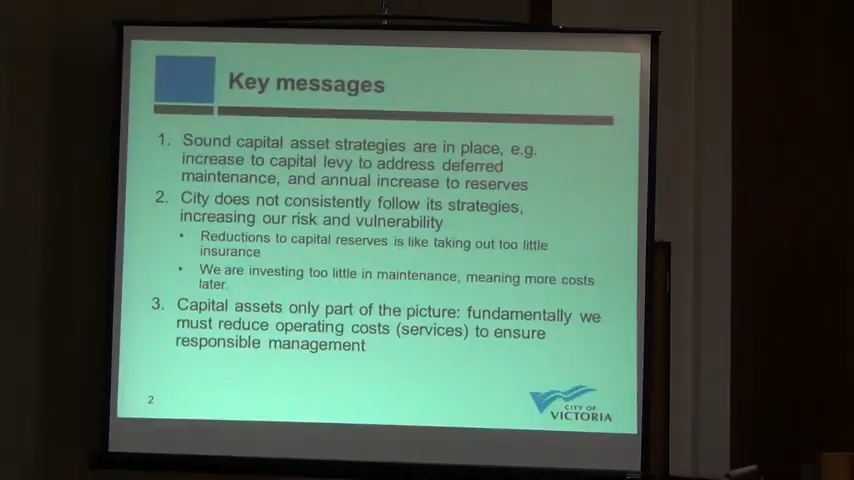 Key messages
1. Sound capital asset strategies are in place, e.g.
increase to capital levy to address deferred
maintenance, and annual increase to reserves
2. City does not consistently follow its strategies,
increasing our risk and vulnerability
• Reductions to capital reserves is like taking out too little
insurance
• We are investing too little in maintenance, meaning more costs
later.
3. Capital assets only part of the picture: fundamentally we
must reduce operating costs (services) to ensure
responsible management
2
CITY OF
VICTORIA